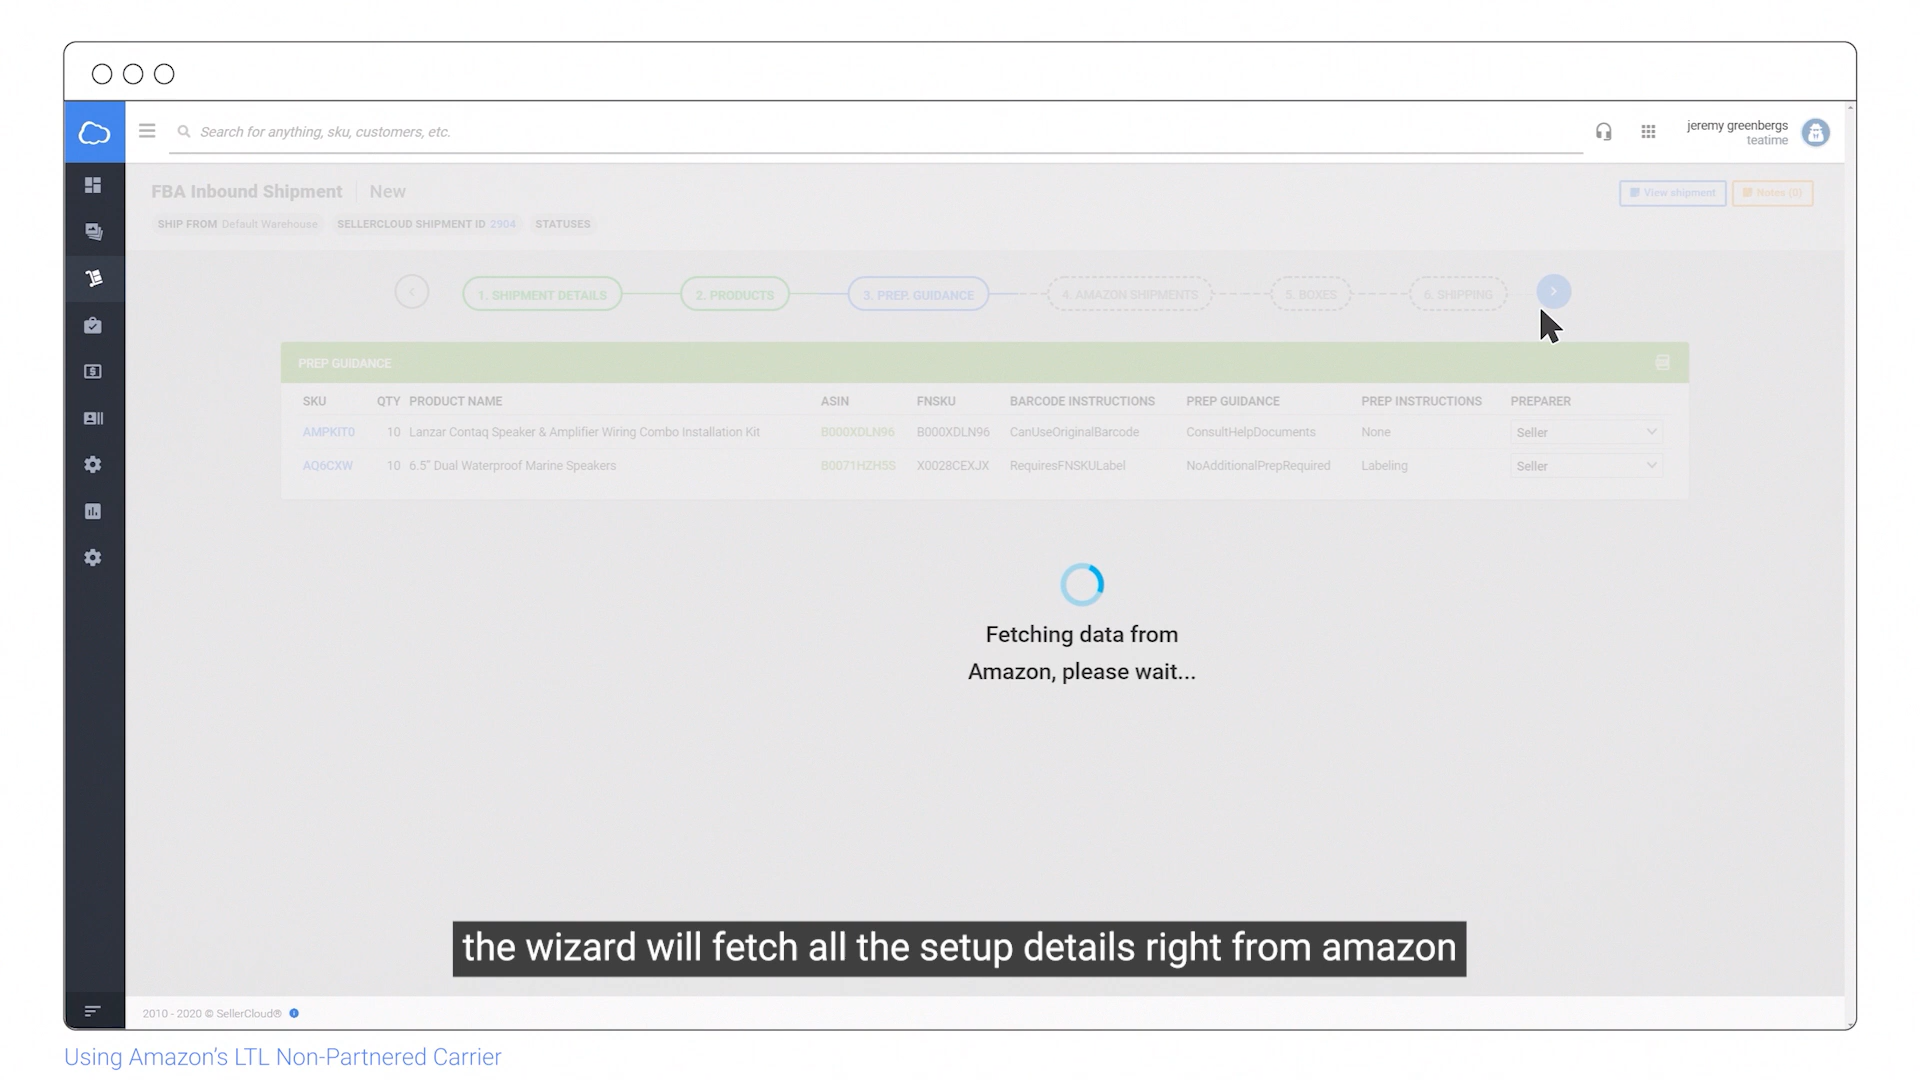 Search for anything, sku, customers, etc.
jeremy greenbergs
teatime
FBA Inbound Shipment New
View shipment
Notes (0)
SHIP FROM Default Warehouse SELLERCLOUD SHIPMENT ID 2904 STATUSES
1. SHIPMENT DETAILS 2. PRODUCTS 3. PREP. GUIDANCE 4. AMAZON SHIPMENTS 5. BOXES 6. SHIPPING
PREP GUIDANCE
SKU QTY PRODUCT NAME ASIN FNSKU BARCODE INSTRUCTIONS PREP GUIDANCE PREP INSTRUCTIONS PREPARER
AMPKIT0 10 Lanzar Contaq Speaker & Amplifier Wiring Combo Installation Kit B000XDLN96 B000XDLN96 CanUseOriginalBarcode ConsultHelpDocuments None Seller
AQ6CXW 10 6.5" Dual Waterproof Marine Speakers B0071HZH5S X0028CEXJX RequiresFNSKULabel NoAdditionalPrepRequired Labeling Seller
Fetching data from
Amazon, please wait...
the wizard will fetch all the setup details right from amazon
2010 - 2020 © SellerCloud®
Using Amazon's LTL Non-Partnered Carrier